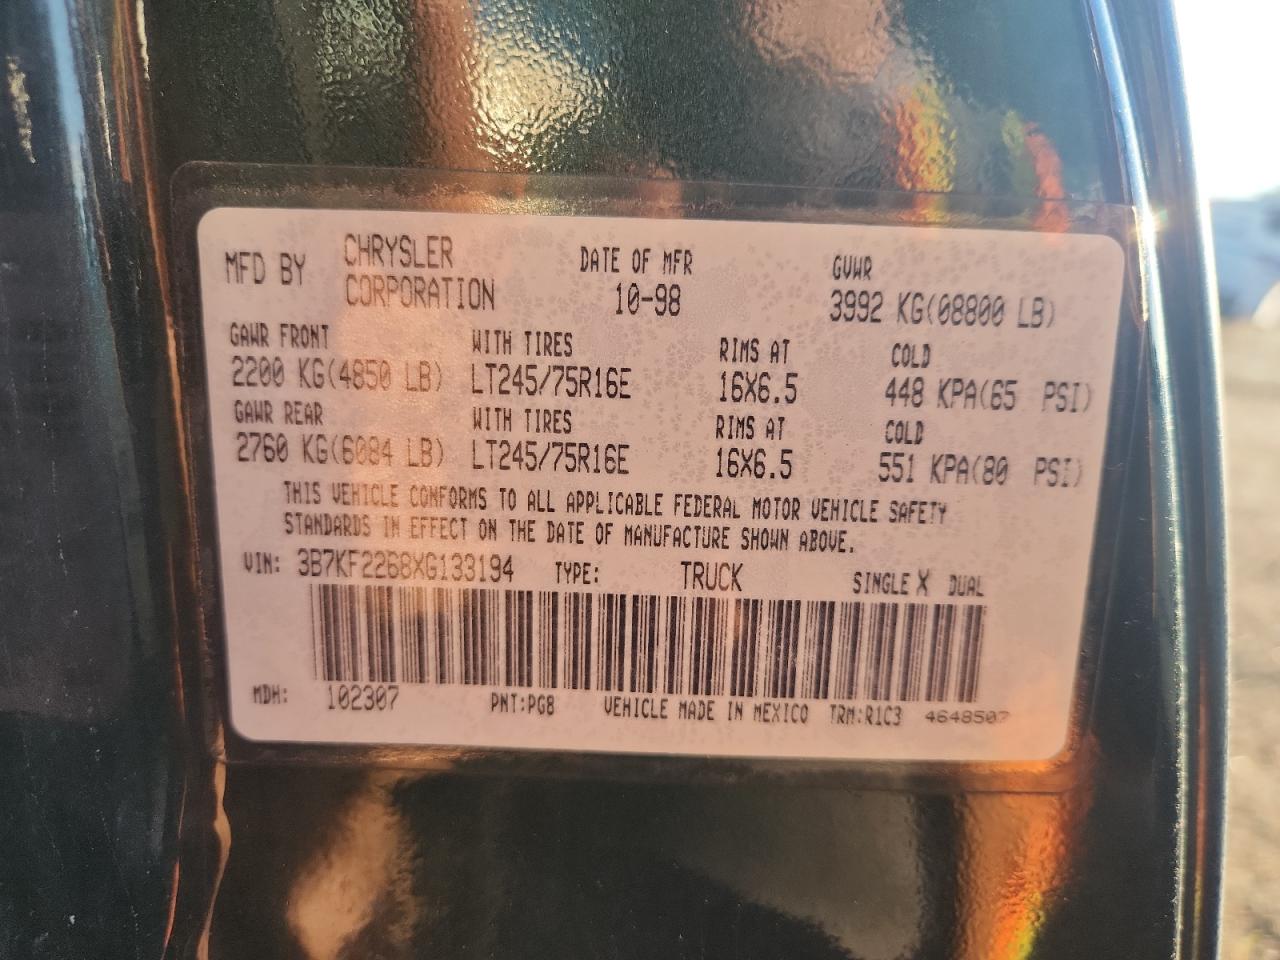 MFD BY CHRYSLER CORPORATION DATE OF MFR 10-98 GVWR 3992 KG(08800 LB)
GAWR FRONT WITH TIRES RIMS AT COLD
2200 KG(4850 LB) LT245/75R16E 16X6.5 448 KPA(65 PSI)
GAWR REAR WITH TIRES RIMS AT COLD
2760 KG(6084 LB) LT245/75R16E 16X6.5 551 KPA(80 PSI)
THIS VEHICLE CONFORMS TO ALL APPLICABLE FEDERAL MOTOR VEHICLE SAFETY
STANDARDS IN EFFECT ON THE DATE OF MANUFACTURE SHOWN ABOVE.
VIN: 3B7KF2268XG133194 TYPE: TRUCK SINGLE X DUAL
MDH: 102307 PNT:PG8 VEHICLE MADE IN MEXICO TRM:R1C3 4648507